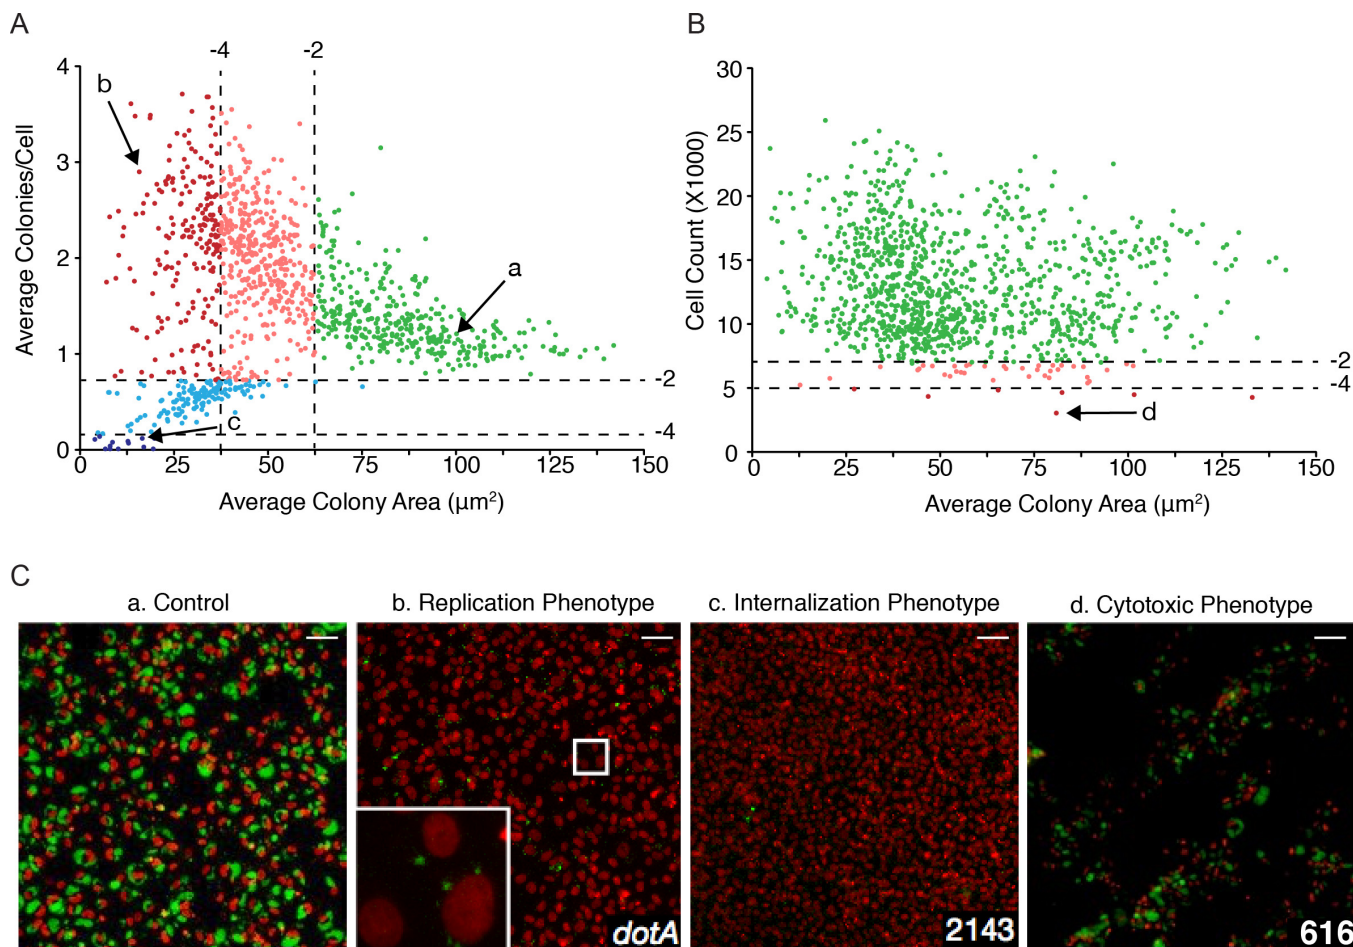 A
-4 -2
4
b
3
Average Colonies/Cell
2
a
1
-2
c
-4
0
0 25 50 75 100 125 150
Average Colony Area (µm²)
B
30
25
Cell Count (X1000)
20
15
10
-2
5
-4
d
0
0 25 50 75 100 125 150
Average Colony Area (µm²)
C
a. Control
b. Replication Phenotype
c. Internalization Phenotype
d. Cytotoxic Phenotype
dotA
2143
616